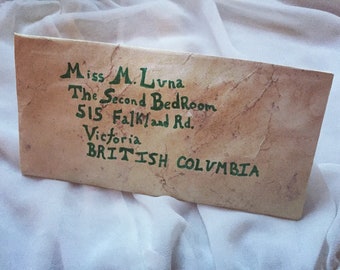 Miss M. Luna
The Second BedRoom
515 Falkland Rd.
Victoria
BRITISH COLUMBIA